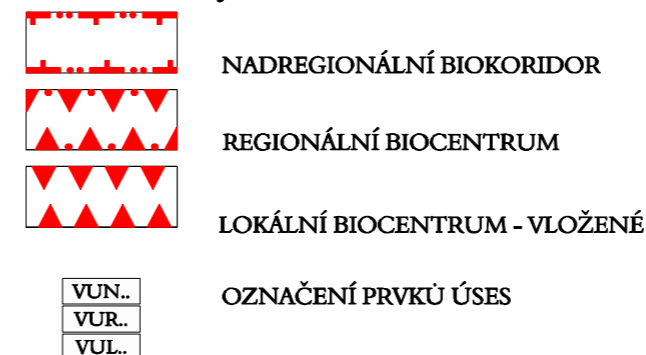 NADREGIONÁLNÍ BIOKORIDOR
REGIONÁLNÍ BIOCENTRUM
LOKÁLNÍ BIOCENTRUM - VLOŽENÉ
VUN.. OZNAČENÍ PRVKŮ ÚSES
VUR..
VUL..